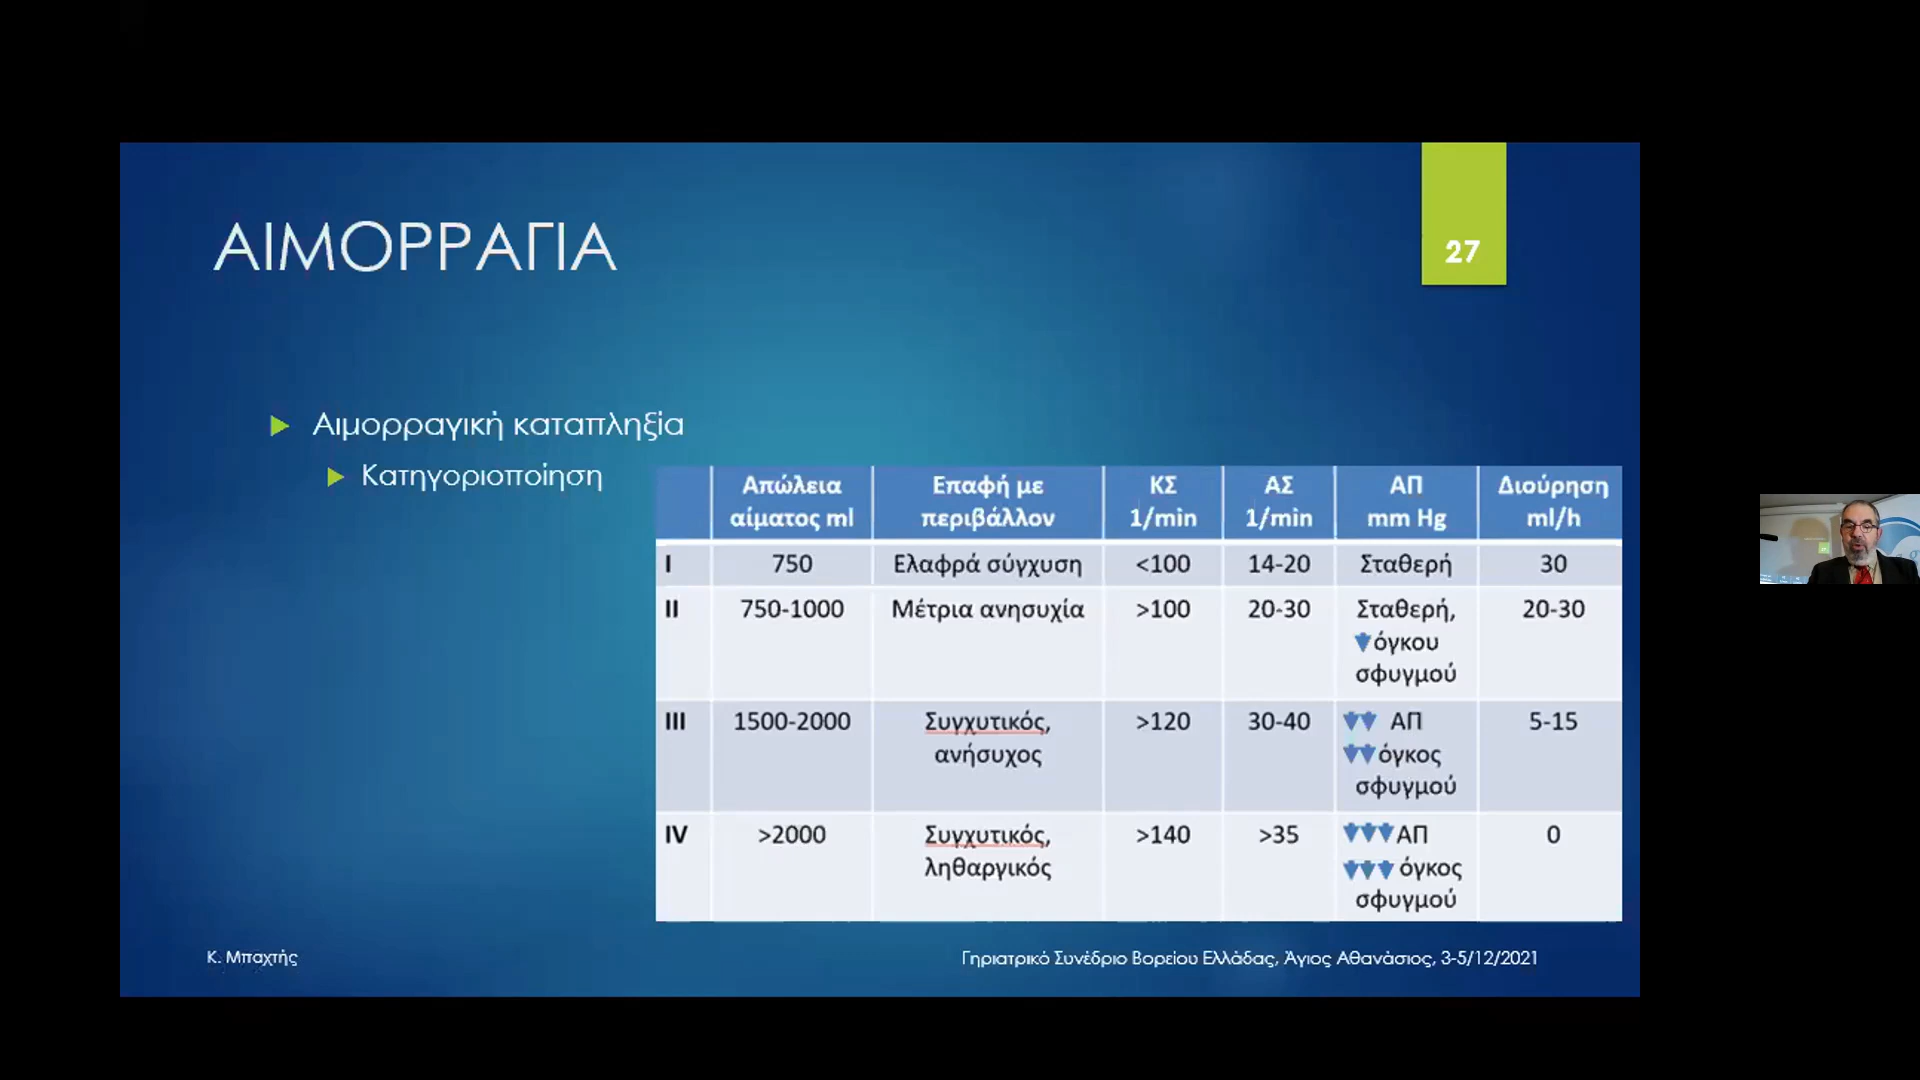 ΑΙΜΟΡΡΑΓΙΑ
27
Αιμορραγική καταπληξία
Κατηγοριοποίηση
Απώλεια αίματος ml Επαφή με περιβάλλον ΚΣ 1/min ΑΣ 1/min ΑΠ mm Hg Διούρηση ml/h
I 750 Ελαφρά σύγχυση <100 14-20 Σταθερή 30
II 750-1000 Μέτρια ανησυχία >100 20-30 Σταθερή, 20-30
όγκου
σφυγμού
III 1500-2000 Συγχυτικός, >120 30-40 ΑΠ 5-15
ανήσυχος όγκος
σφυγμού
IV >2000 Συγχυτικός, >140 >35 ΑΠ 0
ληθαργικός όγκος
σφυγμού
Κ. Μπαχτής
Γηριατρικό Συνέδριο Βορείου Ελλάδας, Άγιος Αθανάσιος, 3-5/12/2021